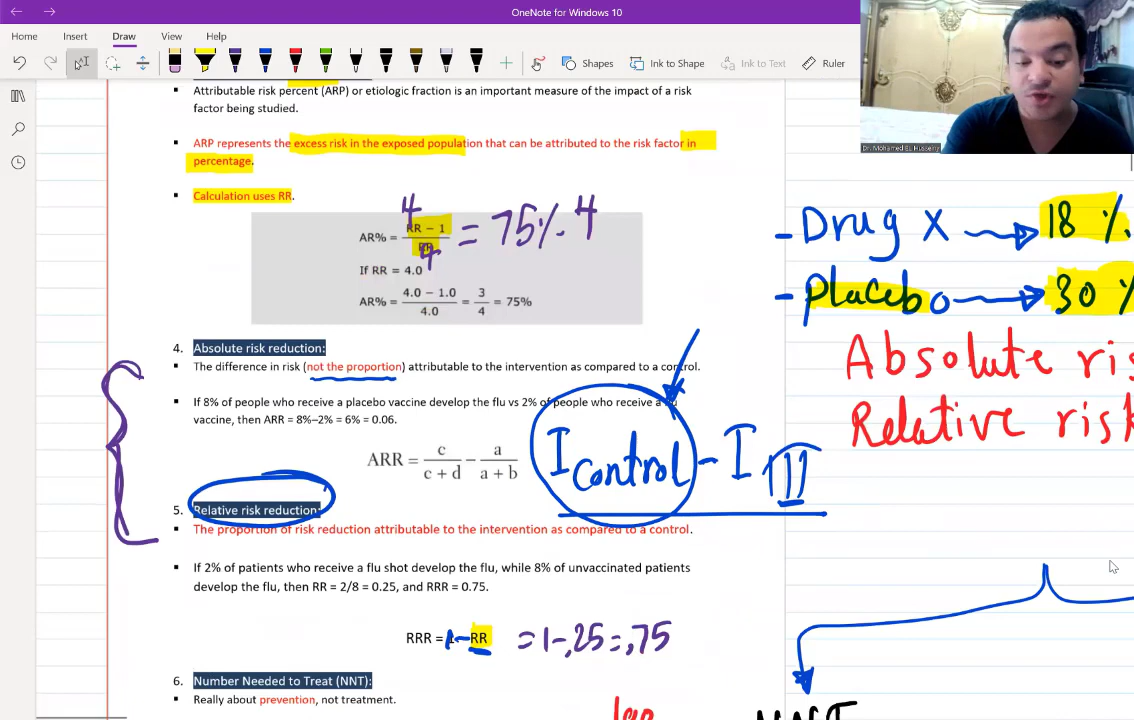 OneNote for Windows 10
Home Insert Draw View Help
Shapes Ink to Shape Ink to Text Ruler
Attributable risk percent (ARP) or etiologic fraction is an important measure of the impact of a risk
factor being studied.
ARP represents the excess risk in the exposed population that can be attributed to the risk factor in
percentage.
Calculation uses RR.
4
AR% = RR – 1 = 75% 4
4
If RR = 4.0
AR% = 4.0 – 1.0 / 4.0 = 3 / 4 = 75%
4. Absolute risk reduction:
The difference in risk (not the proportion) attributable to the intervention as compared to a control.
If 8% of people who receive a placebo vaccine develop the flu vs 2% of people who receive a flu
vaccine, then ARR = 8%–2% = 6% = 0.06.
ARR = c / c + d − a / a + b
I control - I
5. Relative risk reduction:
The proportion of risk reduction attributable to the intervention as compared to a control.
If 2% of patients who receive a flu shot develop the flu, while 8% of unvaccinated patients
develop the flu, then RR = 2/8 = 0.25, and RRR = 0.75.
RRR = 1 − RR = 1-.25=.75
6. Number Needed to Treat (NNT):
Really about prevention, not treatment.
Dr. Mohamed EL Husseiny
- Drug X → 18 %
- Placebo → 30 %
Absolute ris
Relative risk